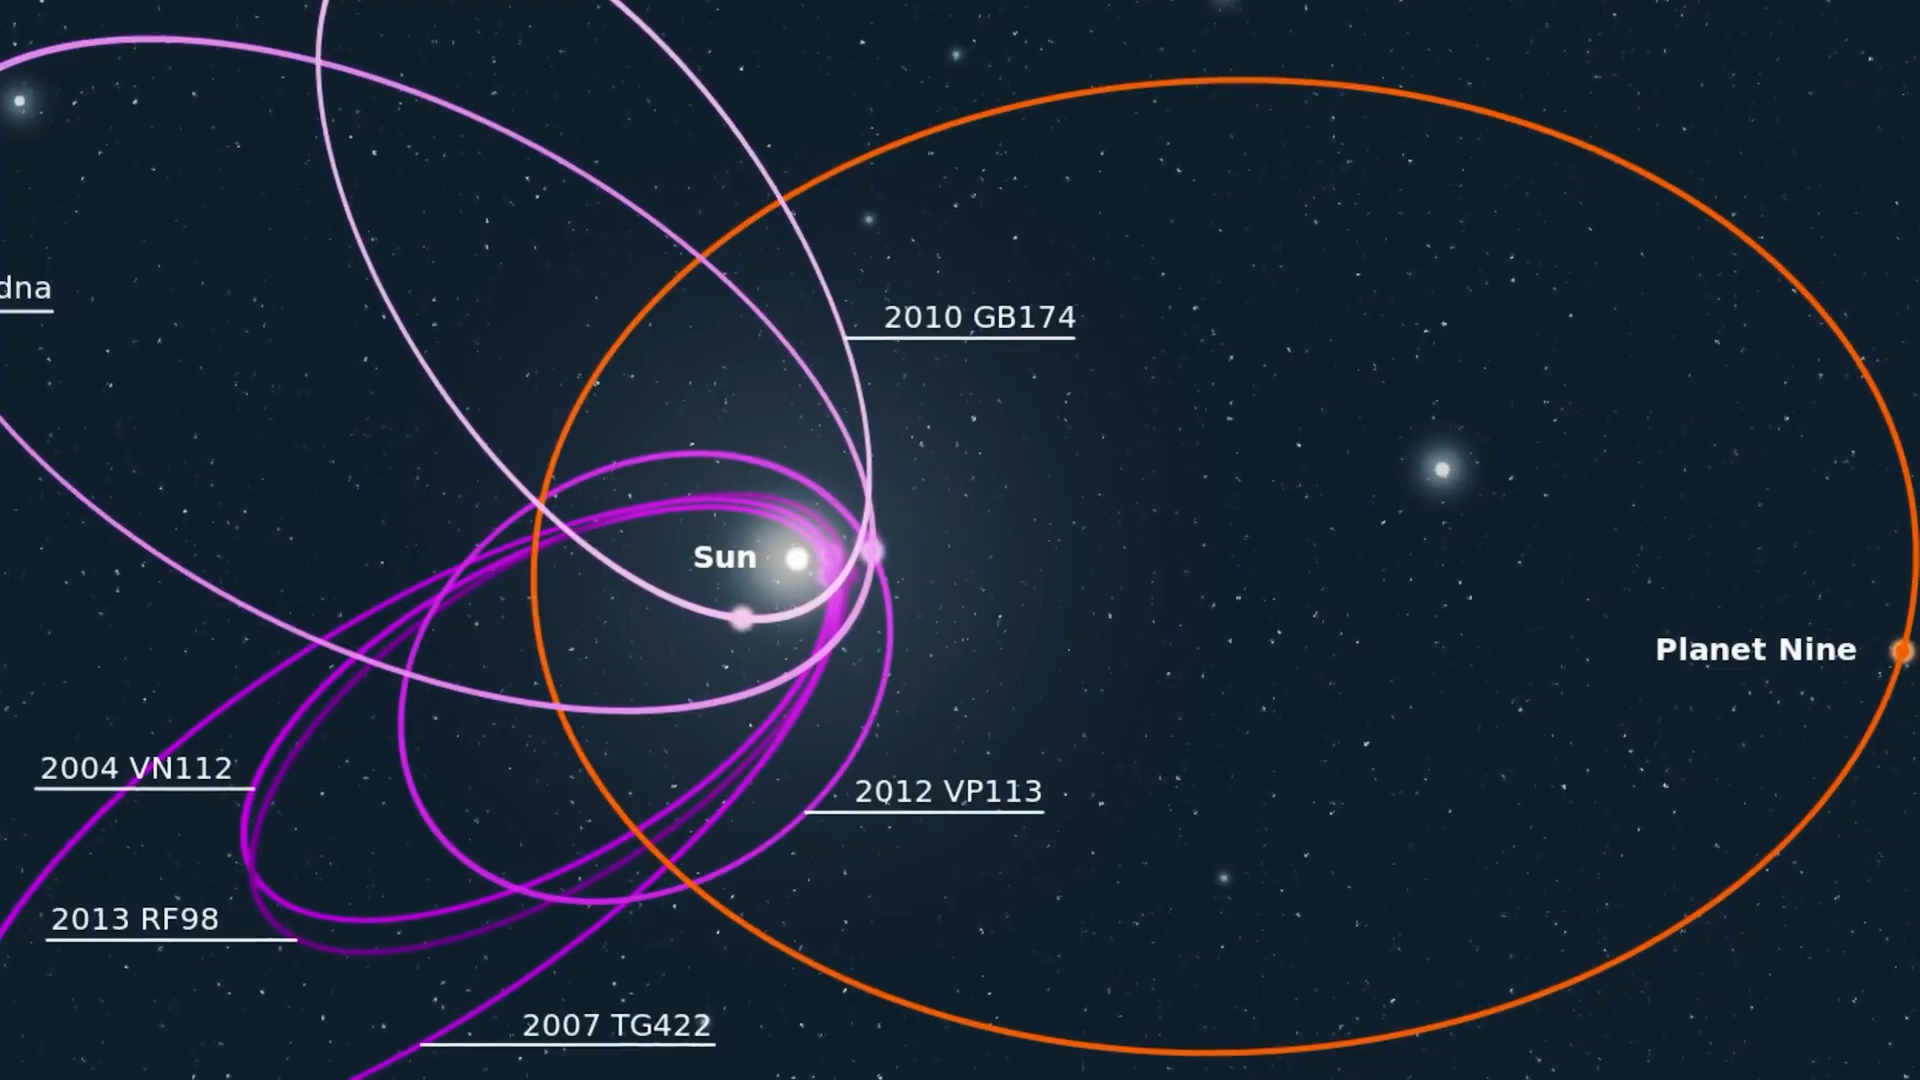 dna
2010 GB174
Sun
Planet Nine
2004 VN112
2012 VP113
2013 RF98
2007 TG422